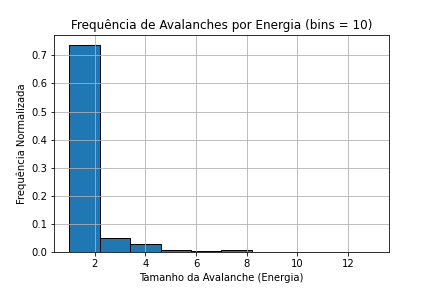 Frequência de Avalanches por Energia (bins = 10)
0.7
0.6
0.5
0.4
0.3
0.2
0.1
0.0
Frequência Normalizada
2 4 6 8 10 12
Tamanho da Avalanche (Energia)